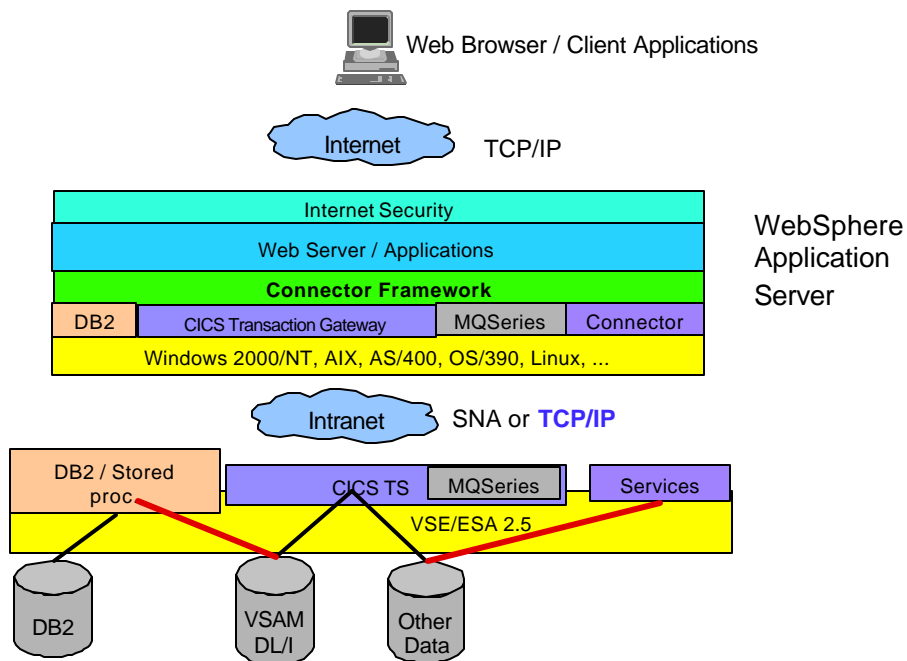 Web Browser / Client Applications
Internet
TCP/IP
Internet Security
Web Server / Applications
Connector Framework
DB2
CICS Transaction Gateway
MQSeries
Connector
Windows 2000/NT, AIX, AS/400, OS/390, Linux, ...
WebSphere
Application
Server
Intranet
SNA or TCP/IP
DB2 / Stored
proc
CICS TS
MQSeries
Services
VSE/ESA 2.5
DB2
VSAM
DL/I
Other
Data